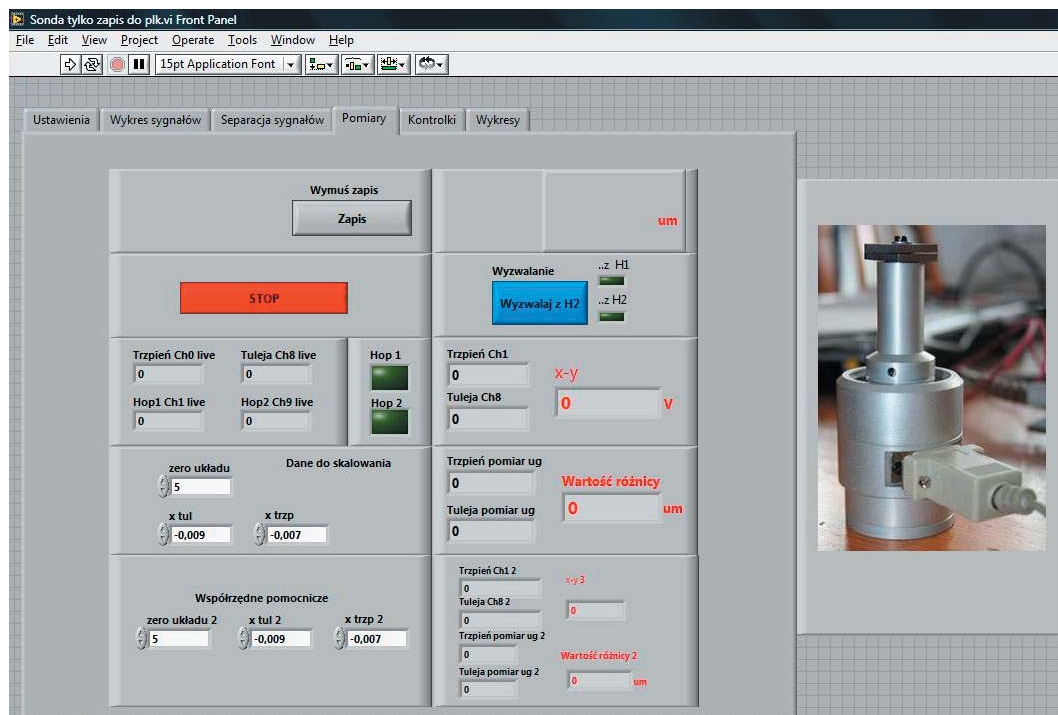 Sonda tylko zapis do plk.vi Front Panel
File Edit View Project Operate Tools Window Help
15pt Application Font
Ustawienia Wykres sygnałów Separacja sygnałów Pomiary Kontrolki Wykresy
Wymuś zapis
Zapis
um
STOP
Wyzwalanie
Wyzwalaj z H2
..z H1
..z H2
Trzpień Ch0 live Tuleja Ch8 live
0 0
Hop1 Ch1 live Hop2 Ch9 live
0 0
Hop 1
Hop 2
Trzpień Ch1
0
Tuleja Ch8
0
x-y
0 V
zero układu Dane do skalowania
5
x tul x trzp
-0,009 -0,007
Trzpień pomiar ug
0
Tuleja pomiar ug
0
Wartość różnicy
0 um
Współrzędne pomocnicze
zero układu 2 x tul 2 x trzp 2
5 -0,009 -0,007
Trzpień Ch1 2
0
Tuleja Ch8 2
0
Trzpień pomiar ug 2
0
Tuleja pomiar ug 2
0
x-y 3
0
Wartość różnicy 2
0 um